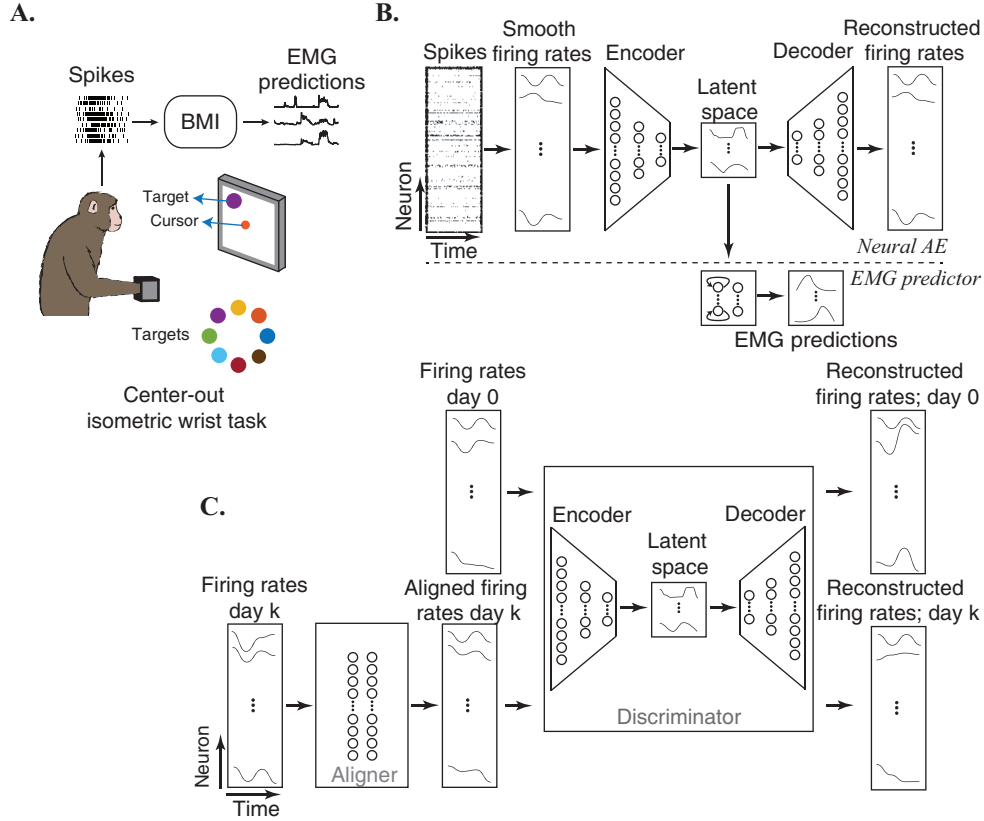 A.
Spikes
BMI
EMG
predictions
Target
Cursor
Targets
Center-out
isometric wrist task
B.
Spikes
Smooth
firing rates
Encoder
Latent
space
Decoder
Reconstructed
firing rates
Neuron
Time
Neural AE
EMG predictor
EMG predictions
C.
Firing rates
day 0
Reconstructed
firing rates; day 0
Firing rates
day k
Aligner
Aligned firing
rates day k
Encoder
Latent
space
Decoder
Discriminator
Reconstructed
firing rates; day k
Neuron
Time